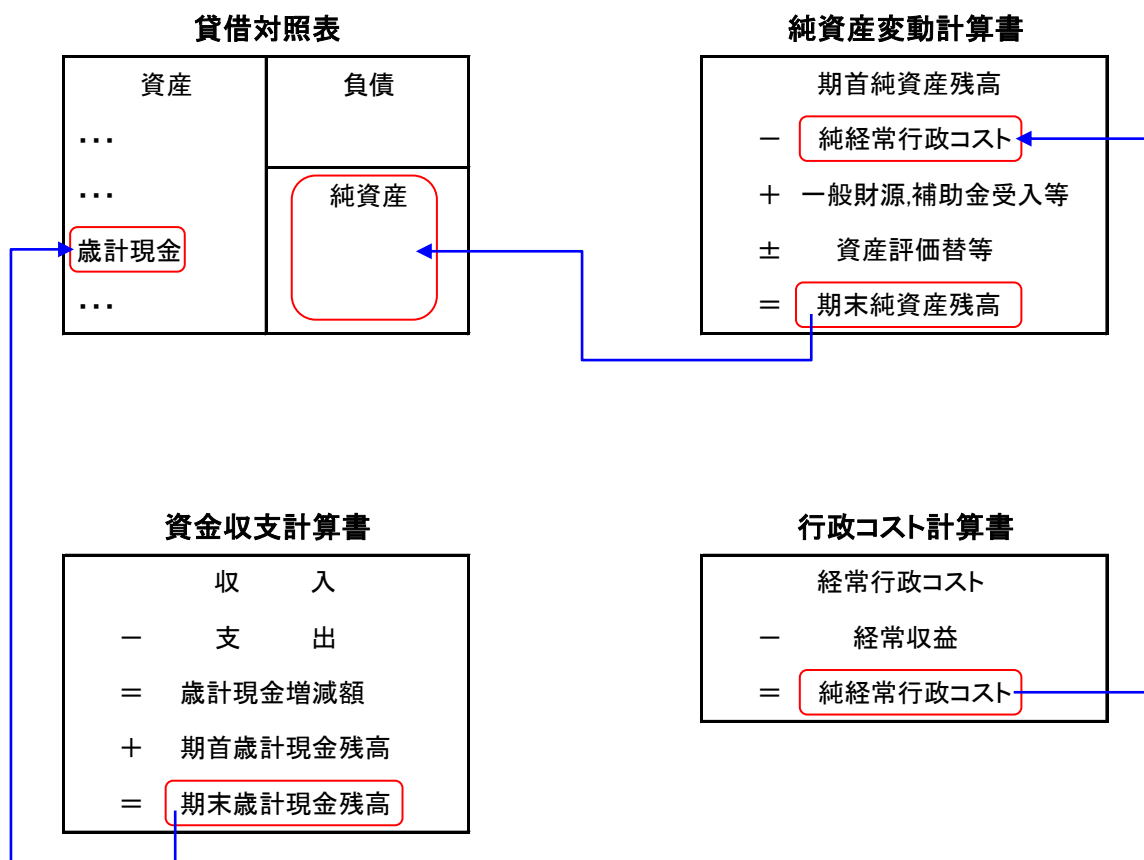 貸借対照表
資産
負債
・・・
・・・
純資産
歳計現金
・・・
純資産変動計算書
期首純資産残高
－ 純経常行政コスト
＋ 一般財源,補助金受入等
± 資産評価替等
＝ 期末純資産残高
資金収支計算書
収 入
－ 支 出
＝ 歳計現金増減額
＋ 期首歳計現金残高
＝ 期末歳計現金残高
行政コスト計算書
経常行政コスト
－ 経常収益
＝ 純経常行政コスト